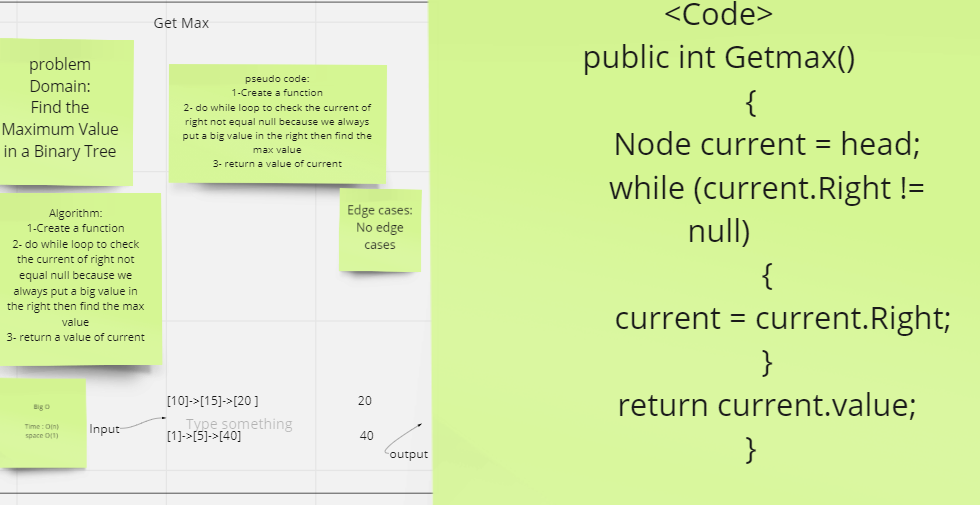 Get Max
problem
Domain:
Find the
Maximum Value
in a Binary Tree
pseudo code:
1-Create a function
2- do while loop to check the current of
right not equal null because we always
put a big value in the right then find the
max value
3- return a value of current
Edge cases:
No edge
cases
Algorithm:
1-Create a function
2- do while loop to check
the current of right not
equal null because we
always put a big value in
the right then find the max
value
3- return a value of current
Big O
Time : O(n)
space O(1)
Input
[10]->[15]->[20 ]
20
Type something
[1]->[5]->[40]
40
output
<Code>
public int Getmax()
{
Node current = head;
while (current.Right !=
null)
{
current = current.Right;
}
return current.value;
}